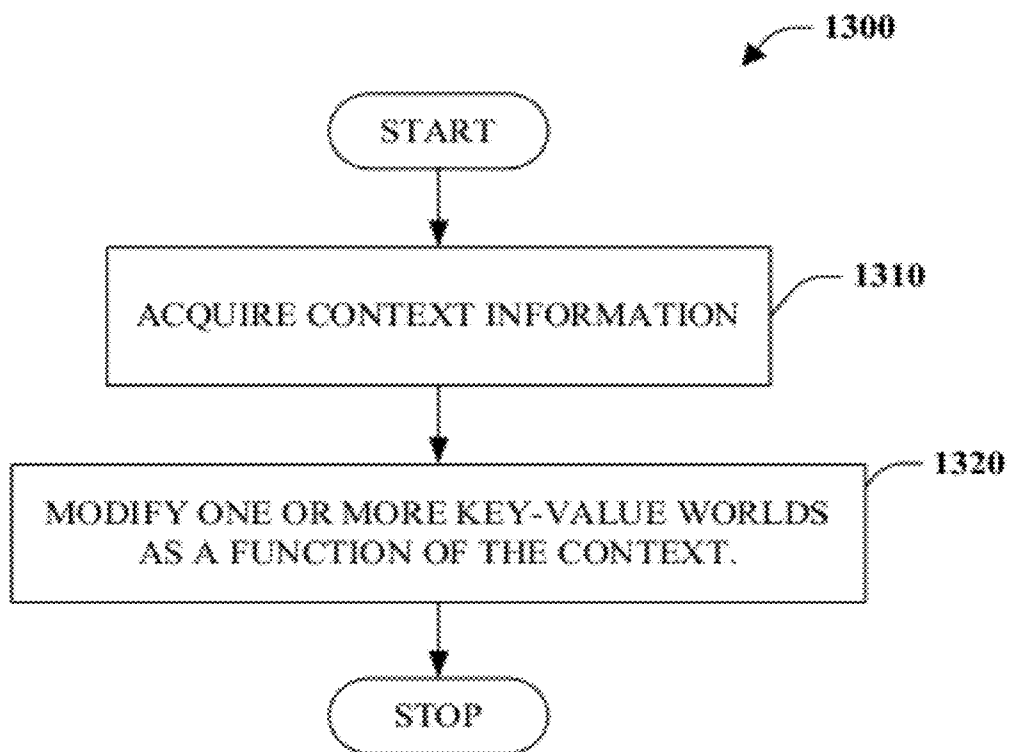 1300
START
1310
ACQUIRE CONTEXT INFORMATION
1320
MODIFY ONE OR MORE KEY-VALUE WORLDS
AS A FUNCTION OF THE CONTEXT.
STOP